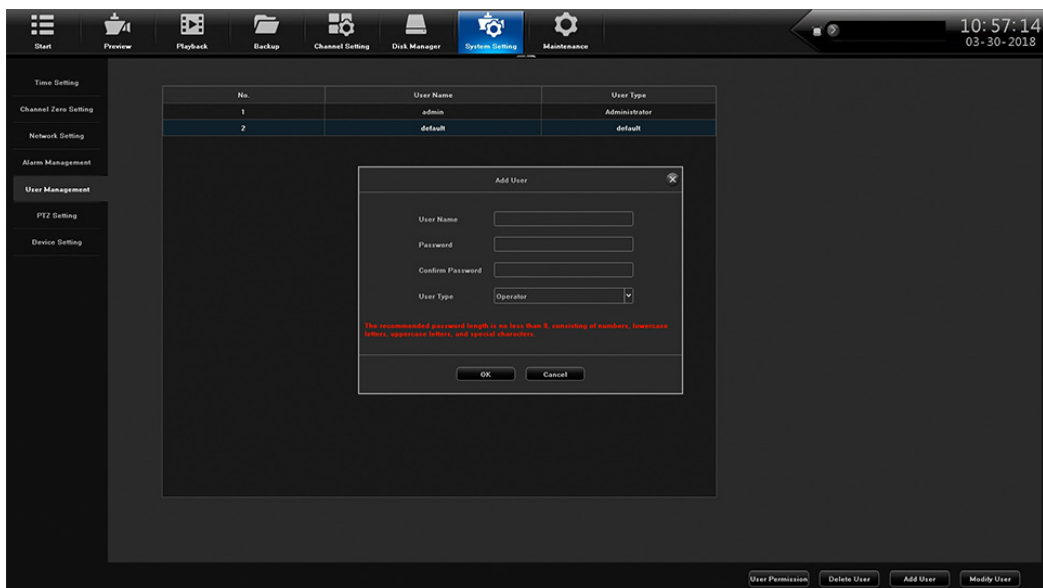 Start Preview Playback Backup Channel Setting Disk Manager System Setting Maintenance
10:57:14
03-30-2018
Time Setting
Channel Zero Setting
Network Setting
Alarm Management
User Management
PTZ Setting
Device Setting
No. User Name User Type
1 admin Administrator
2 default default
Add User
User Name
Password
Confirm Password
User Type Operator
The recommended password length is no less than 9, consisting of numbers, lowercase
letters, uppercase letters, and special characters.
OK Cancel
User Permission Delete User Add User Modify User